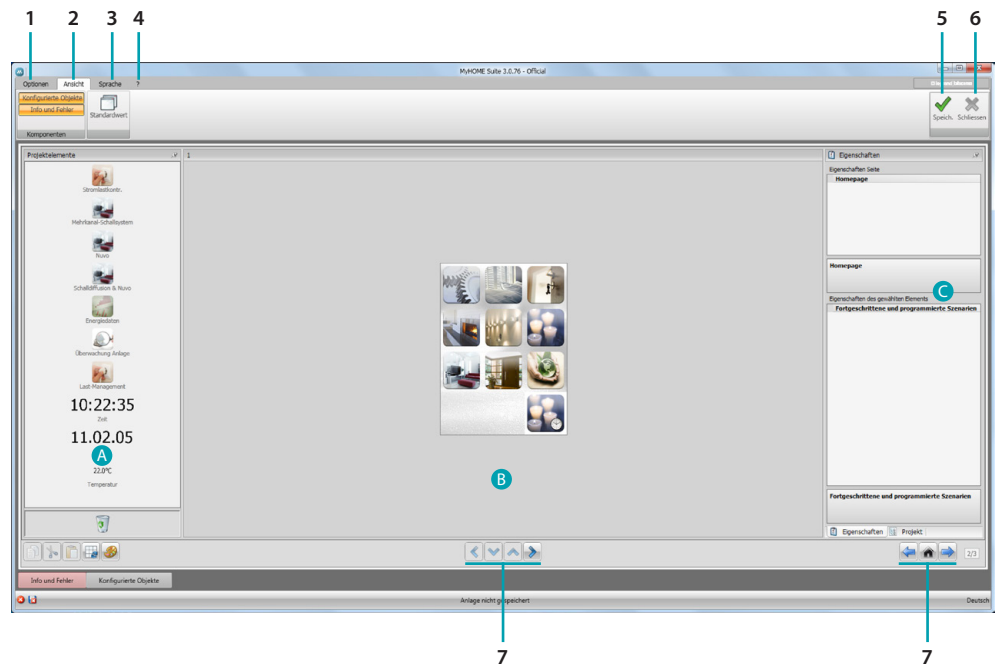 1 2 3 4 5 6
MyHOME Suite 3.0.76 - Official
Optionen Ansicht Sprache ?
Konfigurierte Objekte
Info und Fehler
Standardwert
Komponenten
Speich. Schliessen
Projektelemente
1
Eigenschaften
Stromlastkontr.
Mehrkanal-Schallsystem
Nuvo
Schalldiffusion & Nuvo
Energiedaten
Überwachung Anlage
Last-Management
10:22:35
Zeit
11.02.05
A
22.0°C
Temperatur
B
Eigenschaften Seite
Homepage
Homepage
C
Eigenschaften des gewählten Elements
Fortgeschrittene und programmierte Szenarien
Fortgeschrittene und programmierte Szenarien
Eigenschaften Projekt
2/3
Info und Fehler Konfigurierte Objekte
Anlage nicht gespeichert
Deutsch
7 7